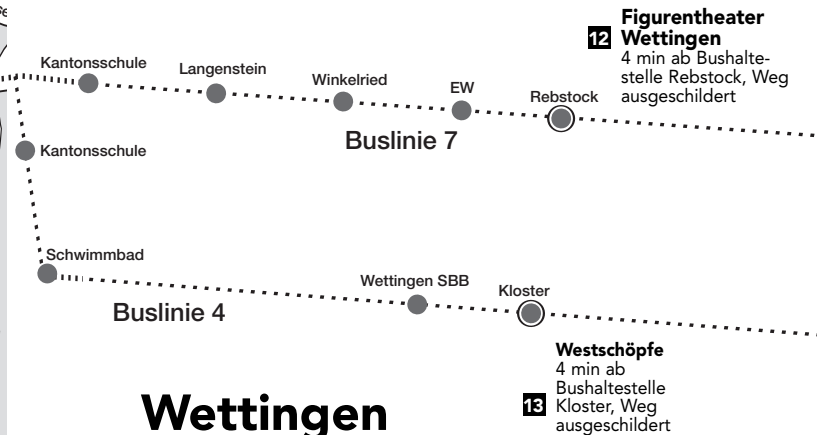 Figurentheater
12 Wettingen
4 min ab Bushalte-
stelle Rebstock, Weg
ausgeschildert
Kantonsschule
Langenstein
Winkelried
EW
Rebstock
Buslinie 7
Kantonsschule
Schwimmbad
Wettingen SBB
Kloster
Buslinie 4
Westschöpfe
4 min ab
Bushaltestelle
13 Kloster, Weg
ausgeschildert
Wettingen